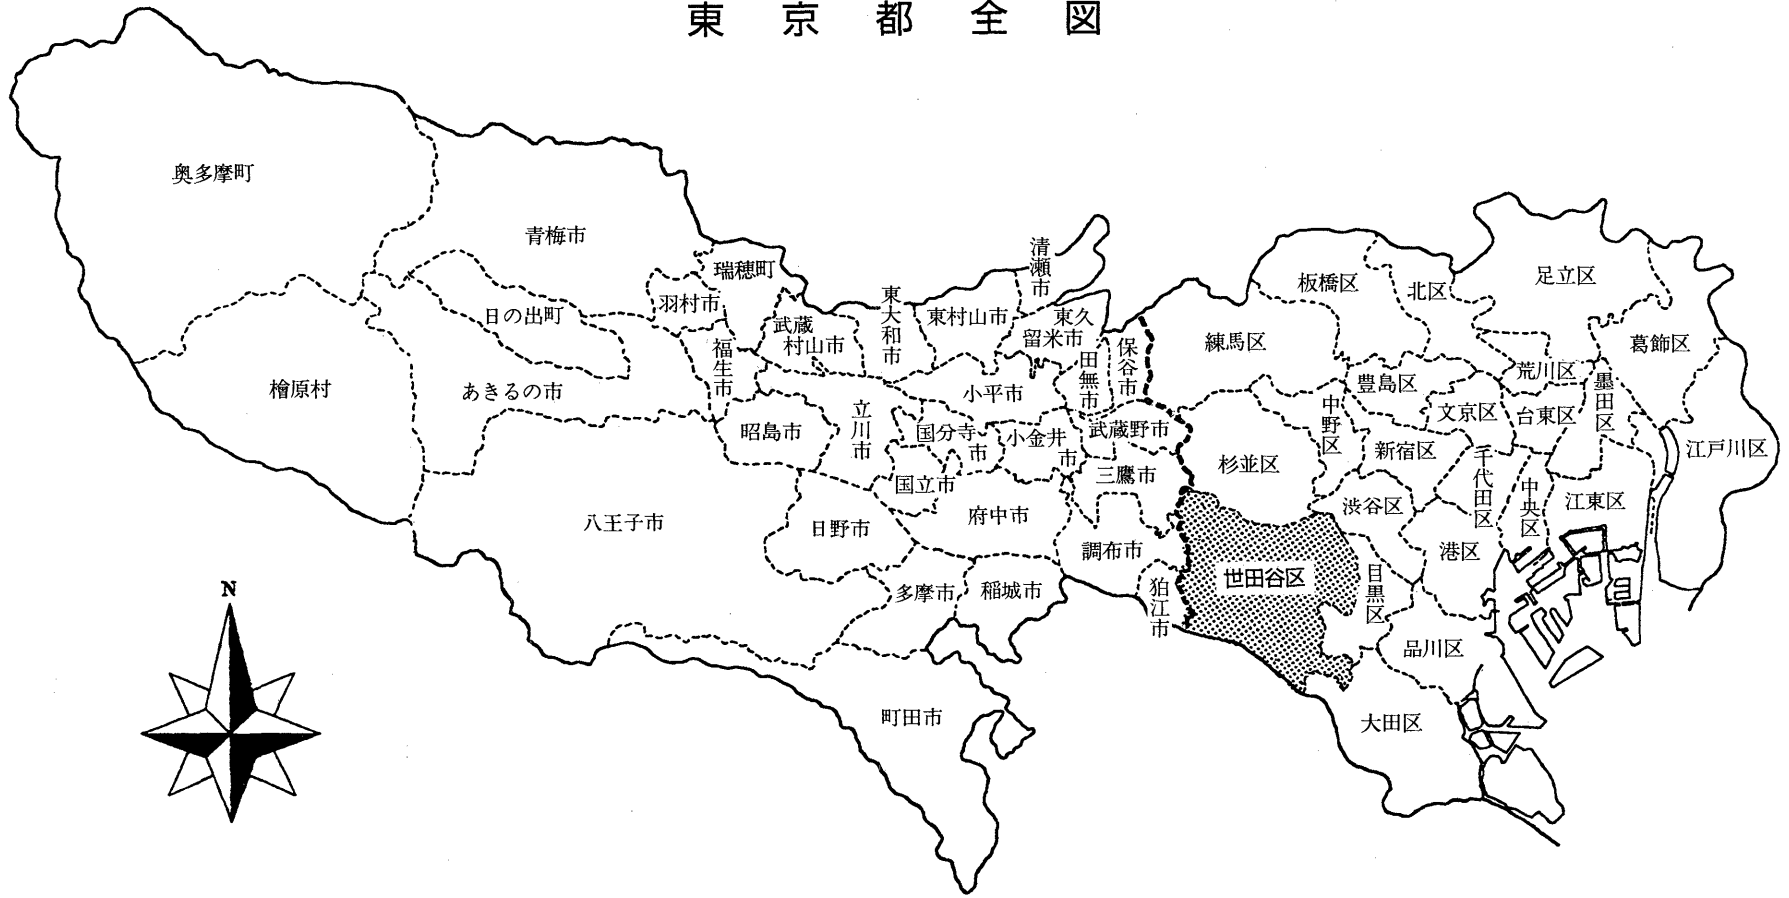 東京都全図
奥多摩町
青梅市
瑞穂町
羽村市
日の出町
檜原村
あきるの市
福生市
武蔵
村山市
東大和市
東村山市
清瀬市
東久
留米市
田無市
保谷市
小平市
昭島市
立川市
国分寺
市
小金井
市
武蔵野市
三鷹市
国立市
府中市
調布市
狛江市
八王子市
日野市
多摩市
稲城市
町田市
板橋区
北区
足立区
練馬区
葛飾区
豊島区
荒川区
墨田区
中野区
文京区
台東区
杉並区
新宿区
千代田区
中央区
江東区
江戸川区
渋谷区
港区
世田谷区
目黒区
品川区
大田区
N